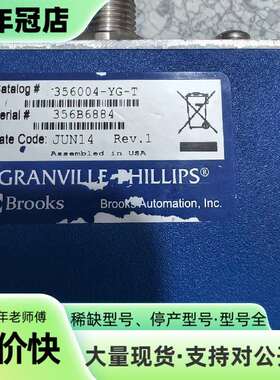 年冠店
Catalog # 356004-YG-T
Serial # 356B6884
ate Code: JUN14 Rev.1
Assembled in USA
GRANVILLE-PHILLIPS®
Brooks Brooks Automation, Inc.
年老师傅
价快
稀缺型号、停产型号·型号全
大量现货·支持对公